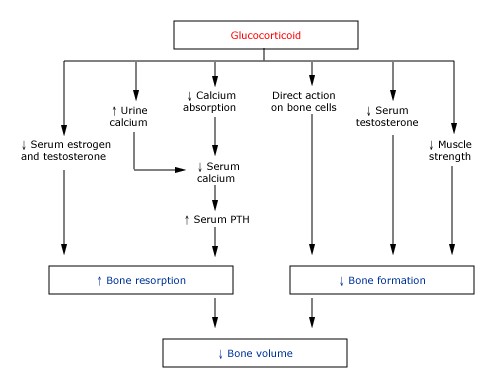 Glucocorticoid
↑ Urine
calcium
↓ Calcium
absorption
Direct action
on bone cells
↓ Serum
testosterone
↓ Serum estrogen
and testosterone
↓ Muscle
strength
↓ Serum
calcium
↑ Serum PTH
↑ Bone resorption
↓ Bone formation
↓ Bone volume